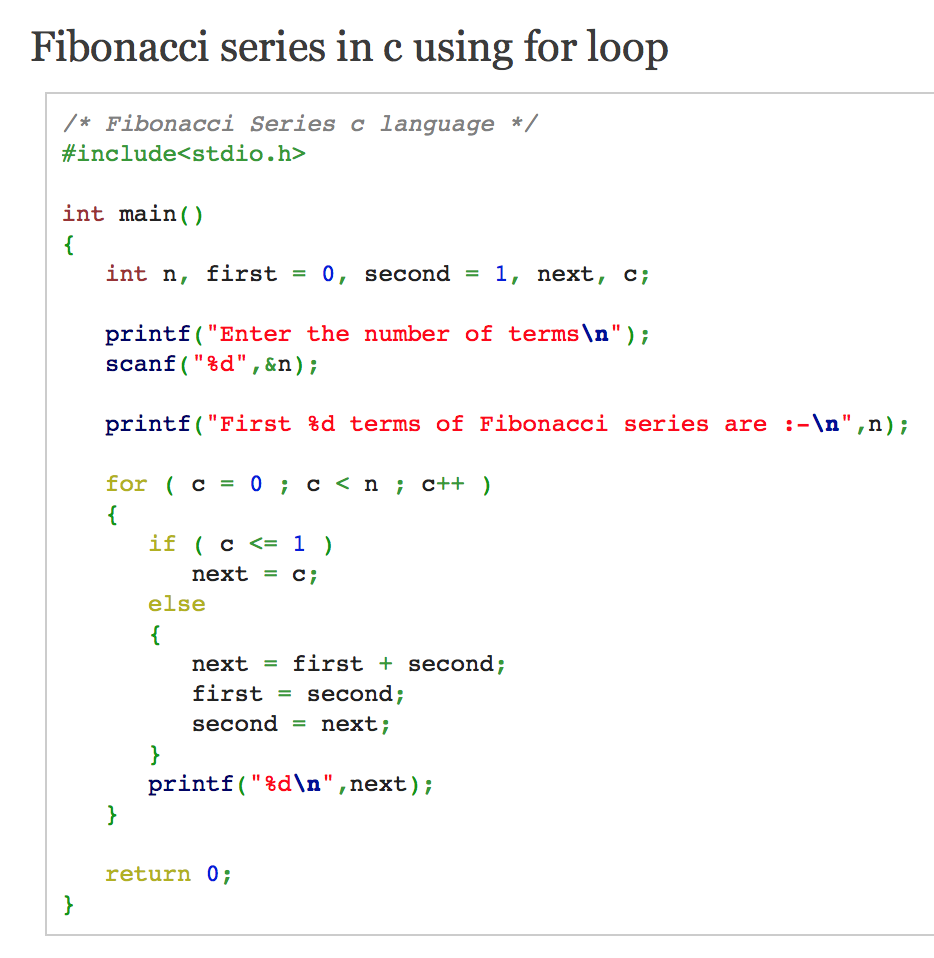 Fibonacci series in c using for loop
/* Fibonacci Series c language */
#include<stdio.h>
int main()
{
   int n, first = 0, second = 1, next, c;
   printf("Enter the number of terms\n");
   scanf("%d",&n);
   printf("First %d terms of Fibonacci series are :-\n",n);
   for ( c = 0 ; c < n ; c++ )
   {
      if ( c <= 1 )
         next = c;
      else
      {
         next = first + second;
         first = second;
         second = next;
      }
      printf("%d\n",next);
   }
   return 0;
}